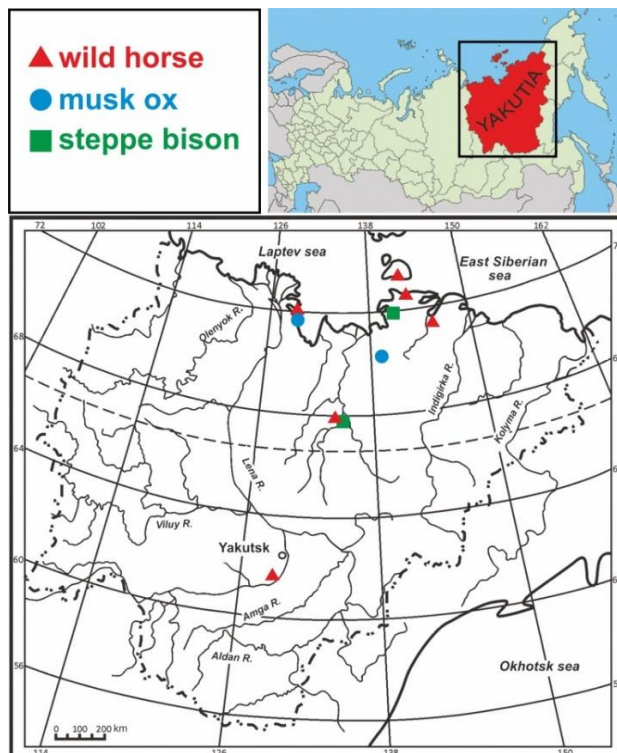 wild horse
musk ox
steppe bison
YAKUTIA
72
102
114
126
138
150
162
Laptev sea
East Siberian
sea
Olenyok R.
68
Indigirka R.
Kolyma R.
64
Lena R.
Viluy R.
Yakutsk
60
Amga R.
Aldan R.
56
Okhotsk sea
0 100 200 km
114
126
138
150